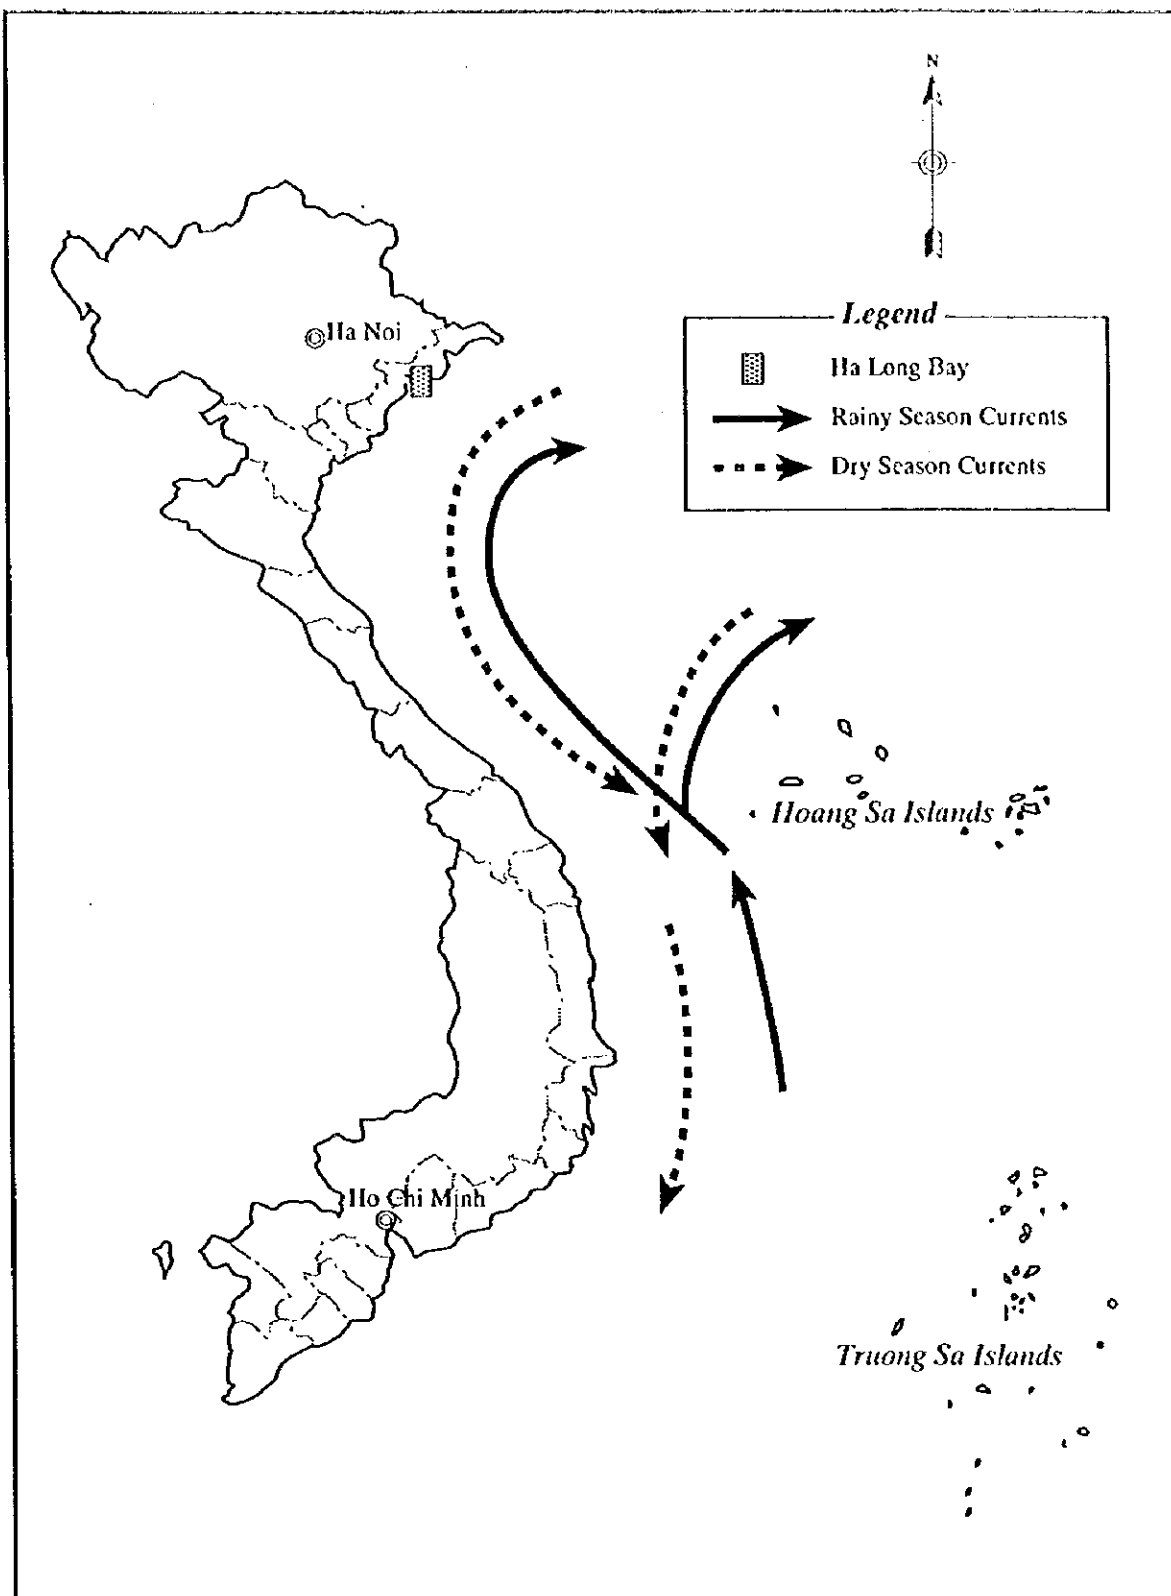 N
Ha Noi
Legend
Ha Long Bay
Rainy Season Currents
Dry Season Currents
Hoang Sa Islands
Ho Chi Minh
Truong Sa Islands